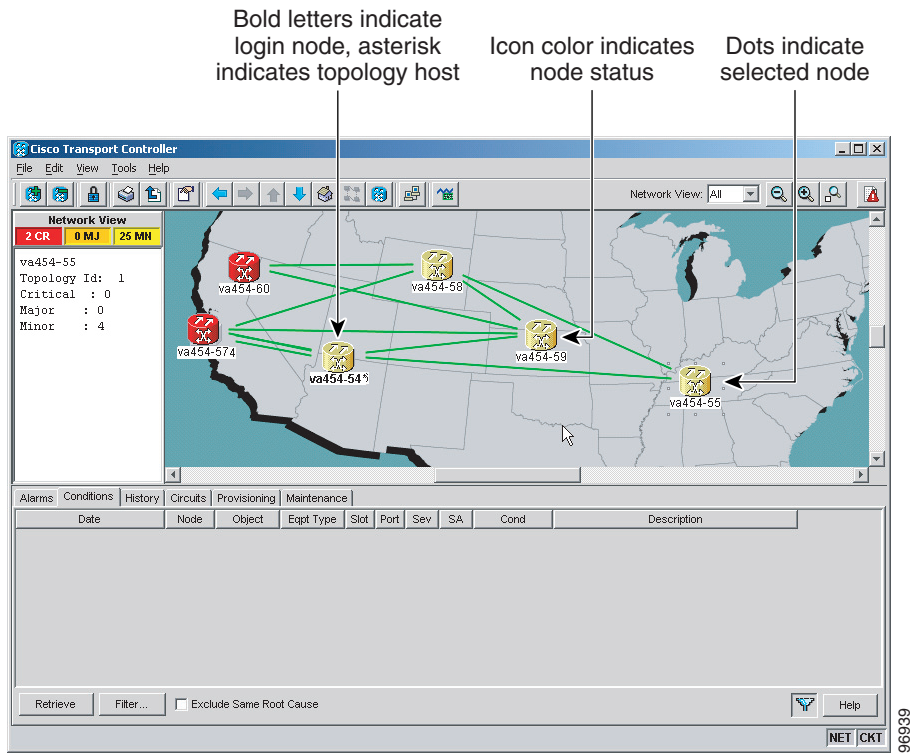 Bold letters indicate
login node, asterisk
indicates topology host
Icon color indicates
node status
Dots indicate
selected node
Cisco Transport Controller
File Edit View Tools Help
Network View: All
Network View
2 CR 0 MJ 25 MN
va454-55
Topology Id: 1
Critical : 0
Major : 0
Minor : 4
va454-60
va454-58
va454-574
va454-59
va454-54*)
va454-55
Alarms Conditions History Circuits Provisioning Maintenance
Date Node Object Eqpt Type Slot Port Sev SA Cond Description
Retrieve Filter... Exclude Same Root Cause Help
NET CKT
96939